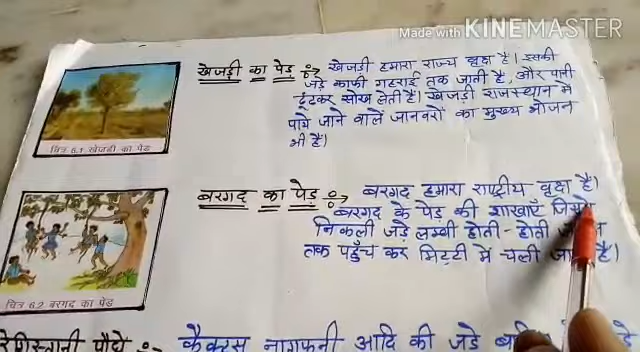 Made with KINEMASTER
खेजड़ी का पेड़ :→ खेजड़ी हमारा राज्य वृक्ष है। इसकी
जड़े काफी गहराई तक जाती है, और पानी
ढूंढकर सोख लेती हैं। खेजड़ी राजस्थान में
पाये जाने वाले जानवरों का मुख्य भोजन
भी है।
चित्र 6.1 खेजड़ी का पेड़
बरगद का पेड़ :→ बरगद हमारा राष्ट्रीय वृक्ष है।
बरगद के पेड़ की शाखाएँ जिससे
निकली जड़े लम्बी होती-होती
तक पहुँच कर मिट्टी में चली जाती है।
चित्र 6.2 बरगद का पेड़
रेगिस्तानी पौधे :→ कैक्टस नागफनी आदि की जड़े